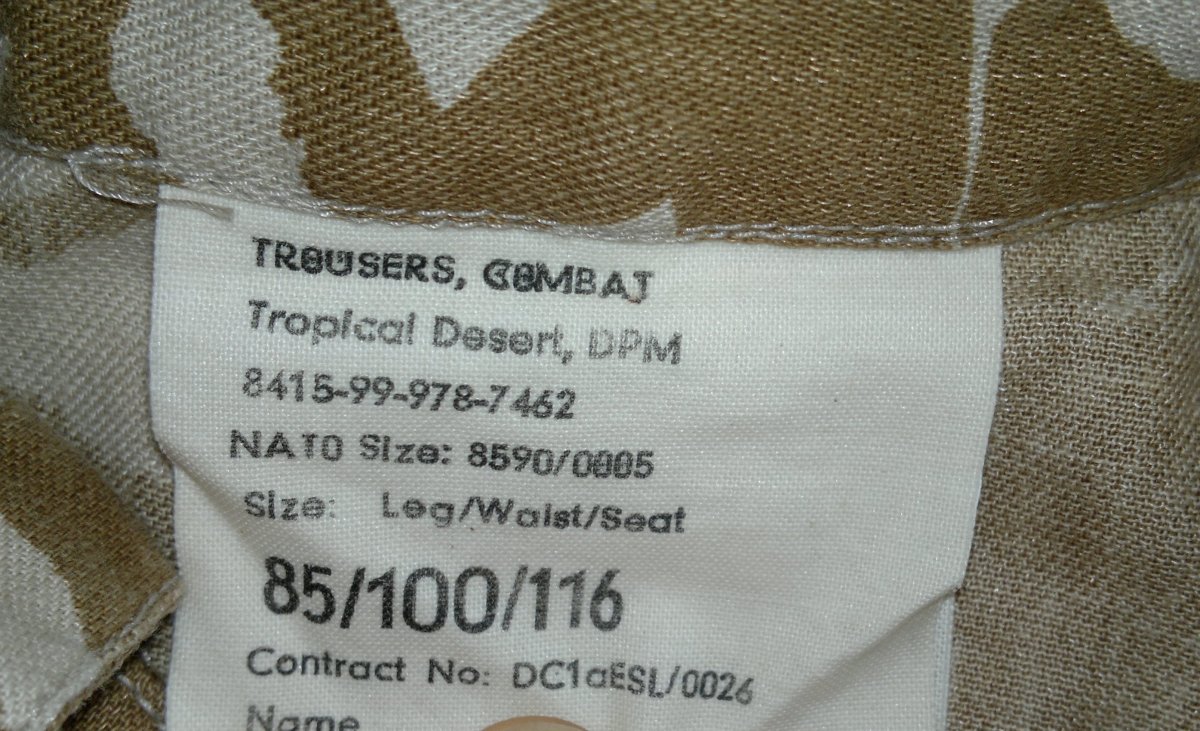 TROUSERS, COMBAT
Tropical Desert, DPM
8415-99-978-7462
NATO Size: 8590/0005
Size: Leg/Waist/Seat
85/100/116
Contract No: DC1aESL/0026
Name